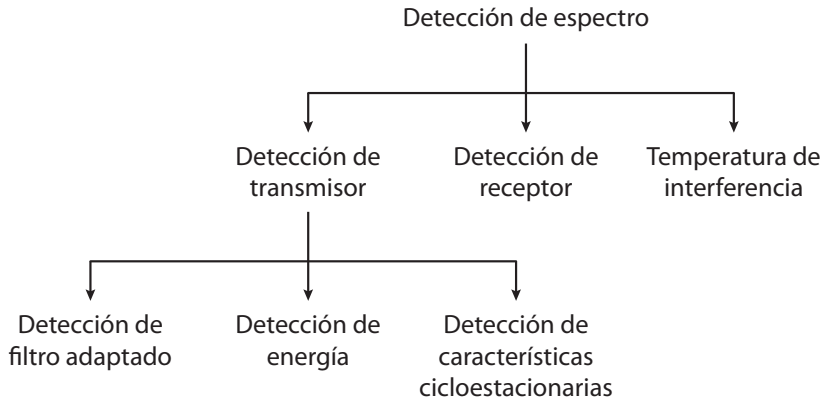 Detección de espectro
Detección de
transmisor
Detección de
receptor
Temperatura de
interferencia
Detección de
filtro adaptado
Detección de
energía
Detección de
características
cicloestacionarias